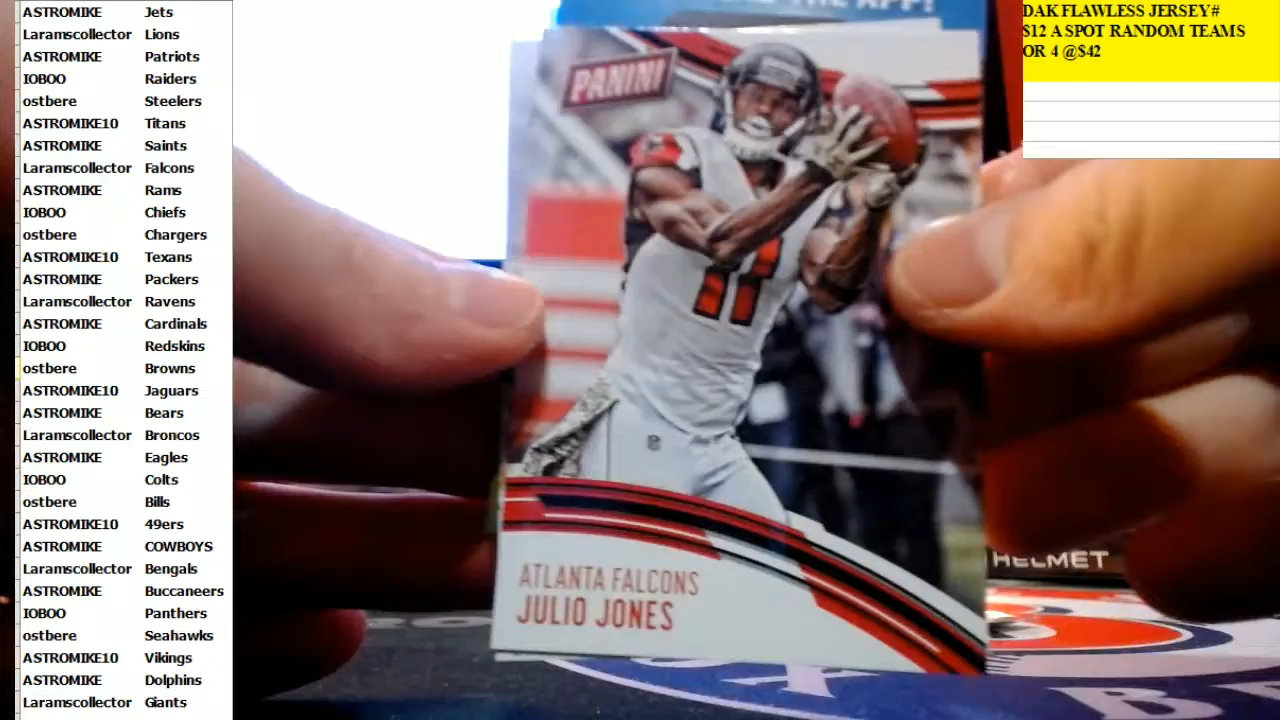 ASTROMIKE Jets
Laramscollector Lions
ASTROMIKE Patriots
IOBOO Raiders
ostbere Steelers
ASTROMIKE10 Titans
ASTROMIKE Saints
Laramscollector Falcons
ASTROMIKE Rams
IOBOO Chiefs
ostbere Chargers
ASTROMIKE10 Texans
ASTROMIKE Packers
Laramscollector Ravens
ASTROMIKE Cardinals
IOBOO Redskins
ostbere Browns
ASTROMIKE10 Jaguars
ASTROMIKE Bears
Laramscollector Broncos
ASTROMIKE Eagles
IOBOO Colts
ostbere Bills
ASTROMIKE10 49ers
ASTROMIKE COWBOYS
Laramscollector Bengals
ASTROMIKE Buccaneers
IOBOO Panthers
ostbere Seahawks
ASTROMIKE10 Vikings
ASTROMIKE Dolphins
Laramscollector Giants
THE APP!
PANINI
11
ATLANTA FALCONS
JULIO JONES
HELMET
DAK FLAWLESS JERSEY#
$12 A SPOT RANDOM TEAMS
OR 4 @$42